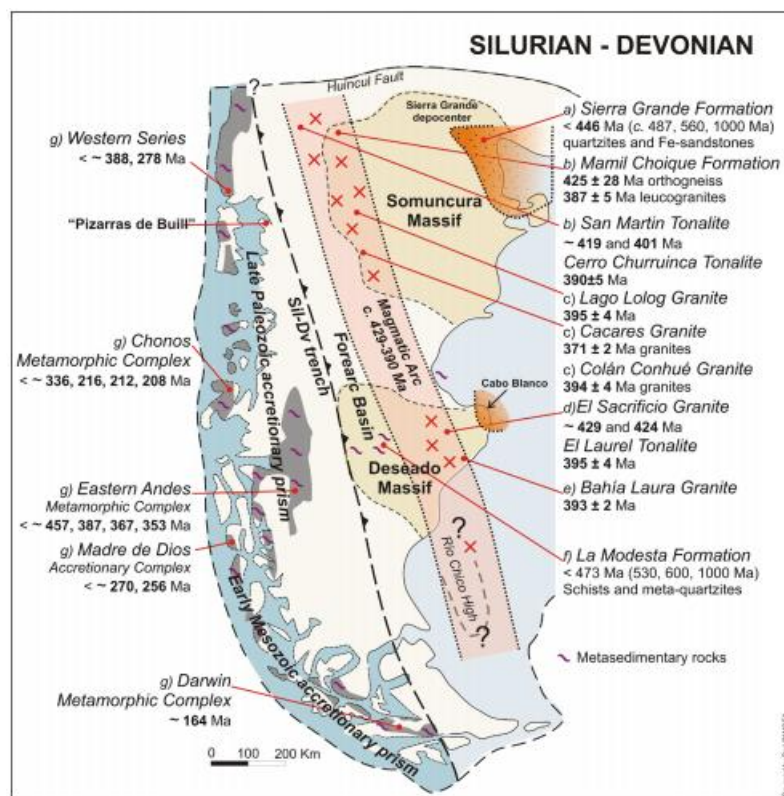 SILURIAN - DEVONIAN
?
Huincul Fault
Sierra Grande
depocenter
Somuncura
Massif
Magmatic Arc
c. 429-390 Ma
Forearc Basin
Sil-Dv trench
Late Paleozoic accretionary prism
Early Mesozoic accretionary prism
Cabo Blanco
Deseado
Massif
?
Río Chico High
?
g) Western Series
< ~ 388, 278 Ma
"Pizarras de Buill"
g) Chonos
Metamorphic Complex
< ~ 336, 216, 212, 208 Ma
g) Eastern Andes
Metamorphic Complex
< ~ 457, 387, 367, 353 Ma
g) Madre de Dios
Accretionary Complex
< ~ 270, 256 Ma
g) Darwin
Metamorphic Complex
~ 164 Ma
0 100 200 Km
a) Sierra Grande Formation
< 446 Ma (c. 487, 560, 1000 Ma)
quartzites and Fe-sandstones
b) Mamil Choique Formation
425 ± 28 Ma orthogneiss
387 ± 5 Ma leucogranites
b) San Martin Tonalite
~ 419 and 401 Ma
Cerro Churruinca Tonalite
390±5 Ma
c) Lago Lolog Granite
395 ± 4 Ma
c) Cacares Granite
371 ± 2 Ma granites
c) Colán Conhué Granite
394 ± 4 Ma granites
d) El Sacrificio Granite
~ 429 and 424 Ma
El Laurel Tonalite
395 ± 4 Ma
e) Bahía Laura Granite
393 ± 2 Ma
f) La Modesta Formation
< 473 Ma (530, 600, 1000 Ma)
Schists and meta-quartzites
Metasedimentary rocks